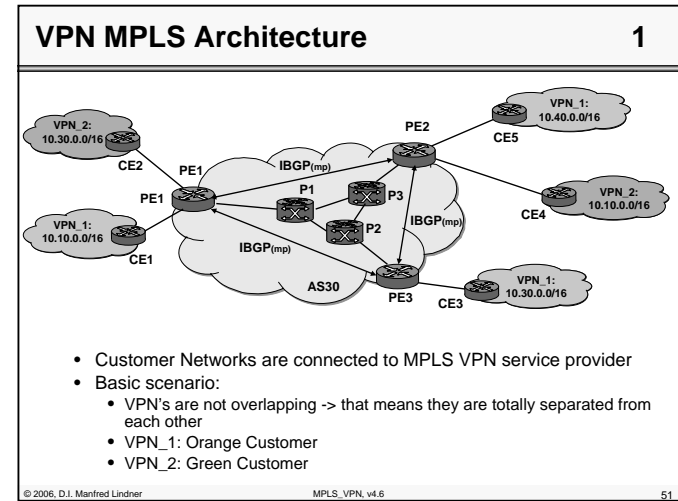 VPN MPLS Architecture 1
VPN_2:
10.30.0.0/16
CE2
PE1
PE1
VPN_1:
10.10.0.0/16
CE1
IBGP(mp)
P1
P3
P2
IBGP(mp)
IBGP(mp)
AS30
PE2
PE3
VPN_1:
10.40.0.0/16
CE5
VPN_2:
10.10.0.0/16
CE4
VPN_1:
10.30.0.0/16
CE3
• Customer Networks are connected to MPLS VPN service provider
• Basic scenario:
• VPN's are not overlapping -> that means they are totally separated from
each other
• VPN_1: Orange Customer
• VPN_2: Green Customer
© 2006, D.I. Manfred Lindner MPLS_VPN, v4.6 51